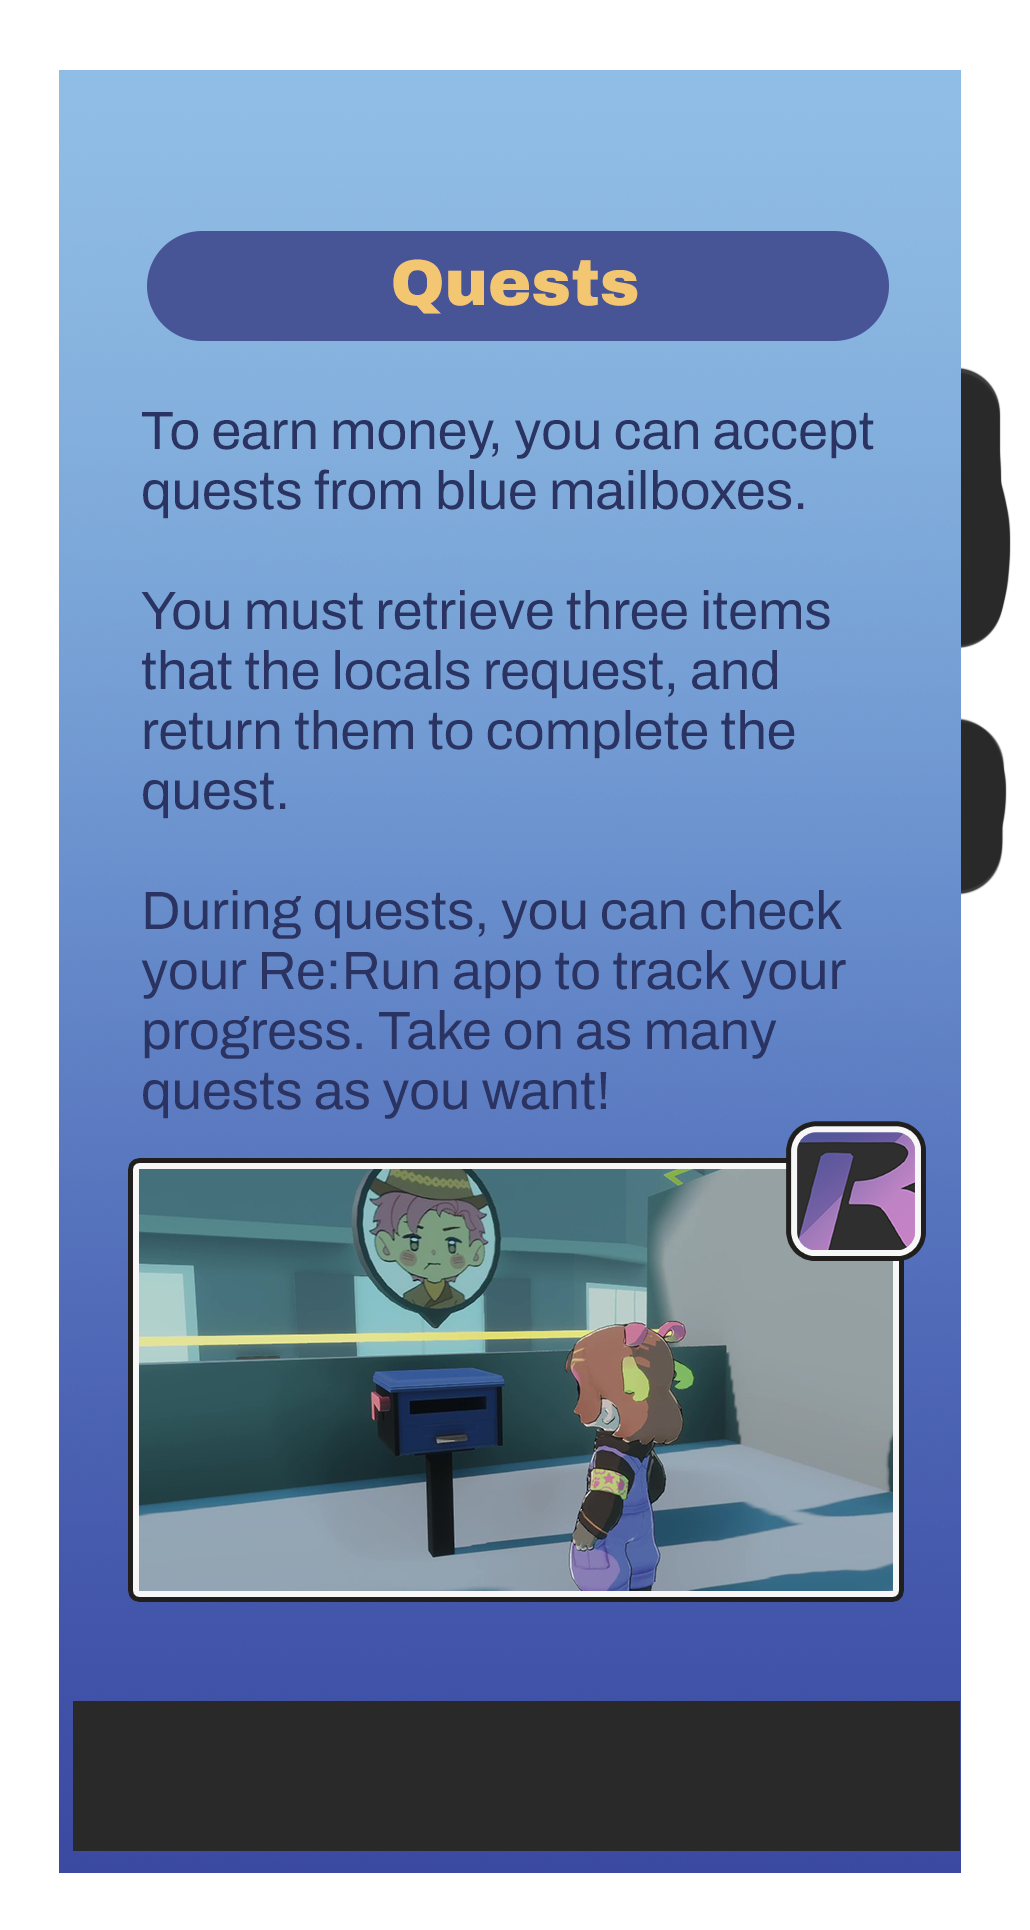 Quests
To earn money, you can accept
quests from blue mailboxes.
You must retrieve three items
that the locals request, and
return them to complete the
quest.
During quests, you can check
your Re:Run app to track your
progress. Take on as many
quests as you want!
R